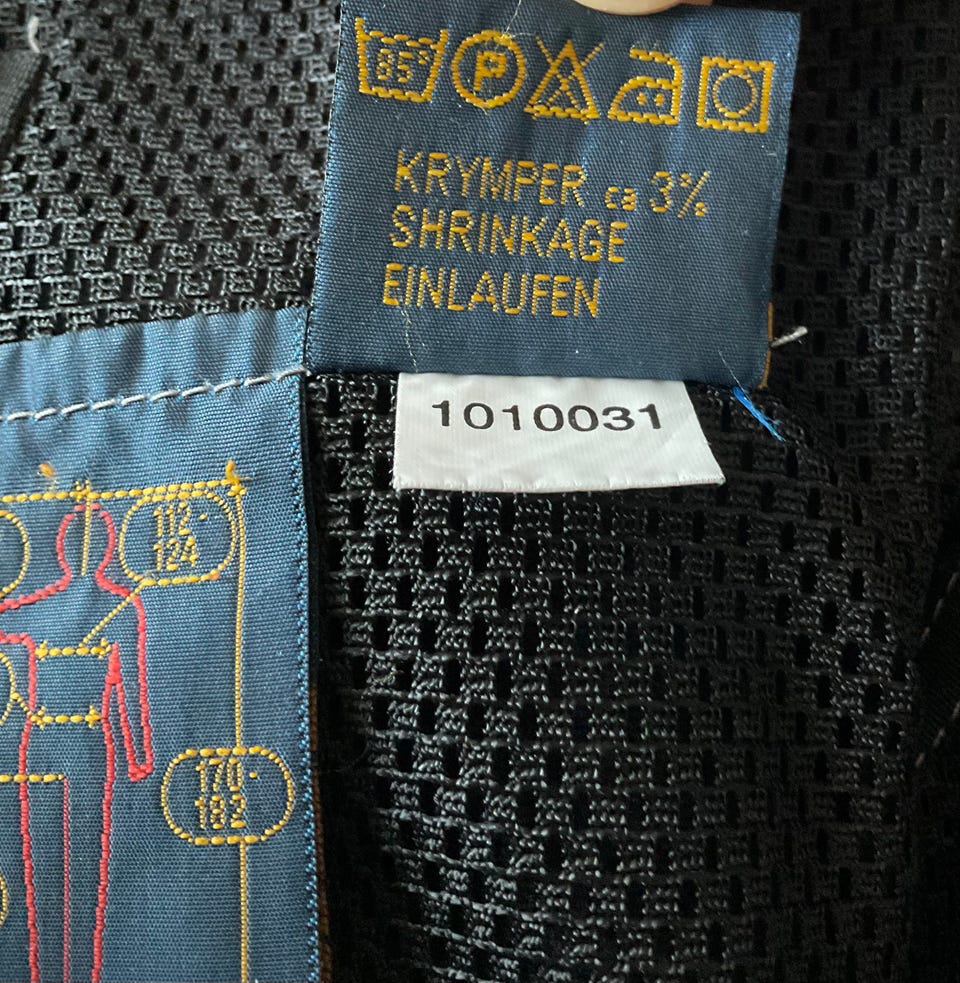 85°
P
KRYMPER ca 3%
SHRINKAGE
EINLAUFEN
1010031
112-
124
170-
182